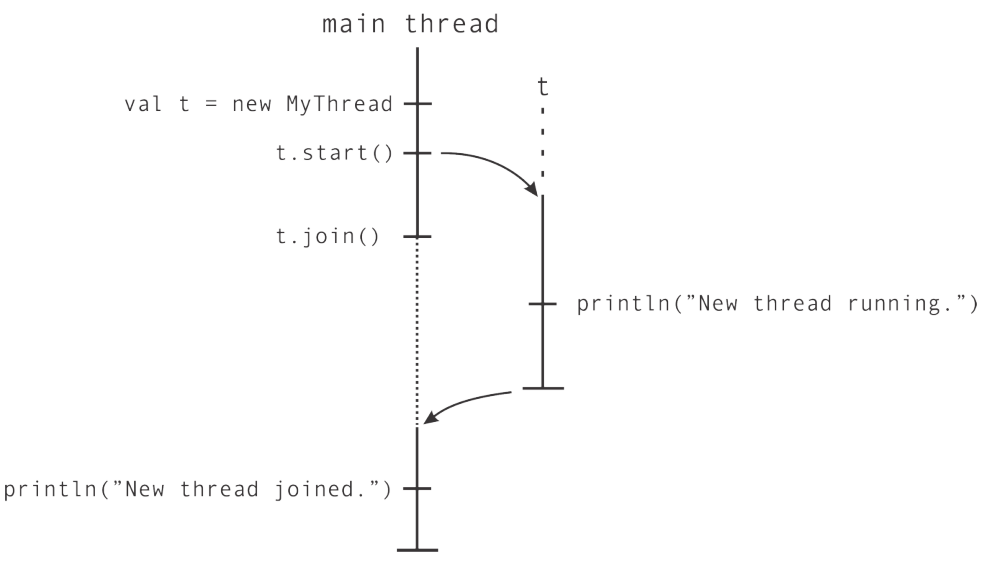 main thread
t
val t = new MyThread
t.start()
t.join()
println(”New thread running.”)
println(”New thread joined.”)